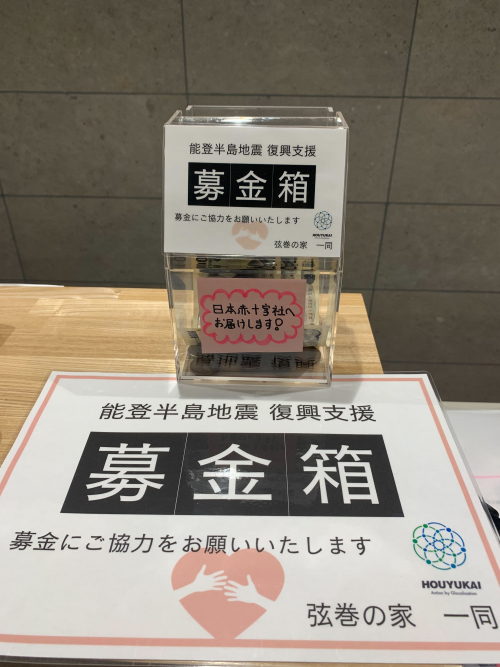 能登半島地震 復興支援
募金箱
募金にご協力をお願いいたします
HOUYUKAI
弦巻の家 一同
日本赤十字社へ
お届けします!
能登半島地震 復興支援
募金箱
募金にご協力をお願いいたします
HOUYUKAI
Action by Glocalization
弦巻の家 一同